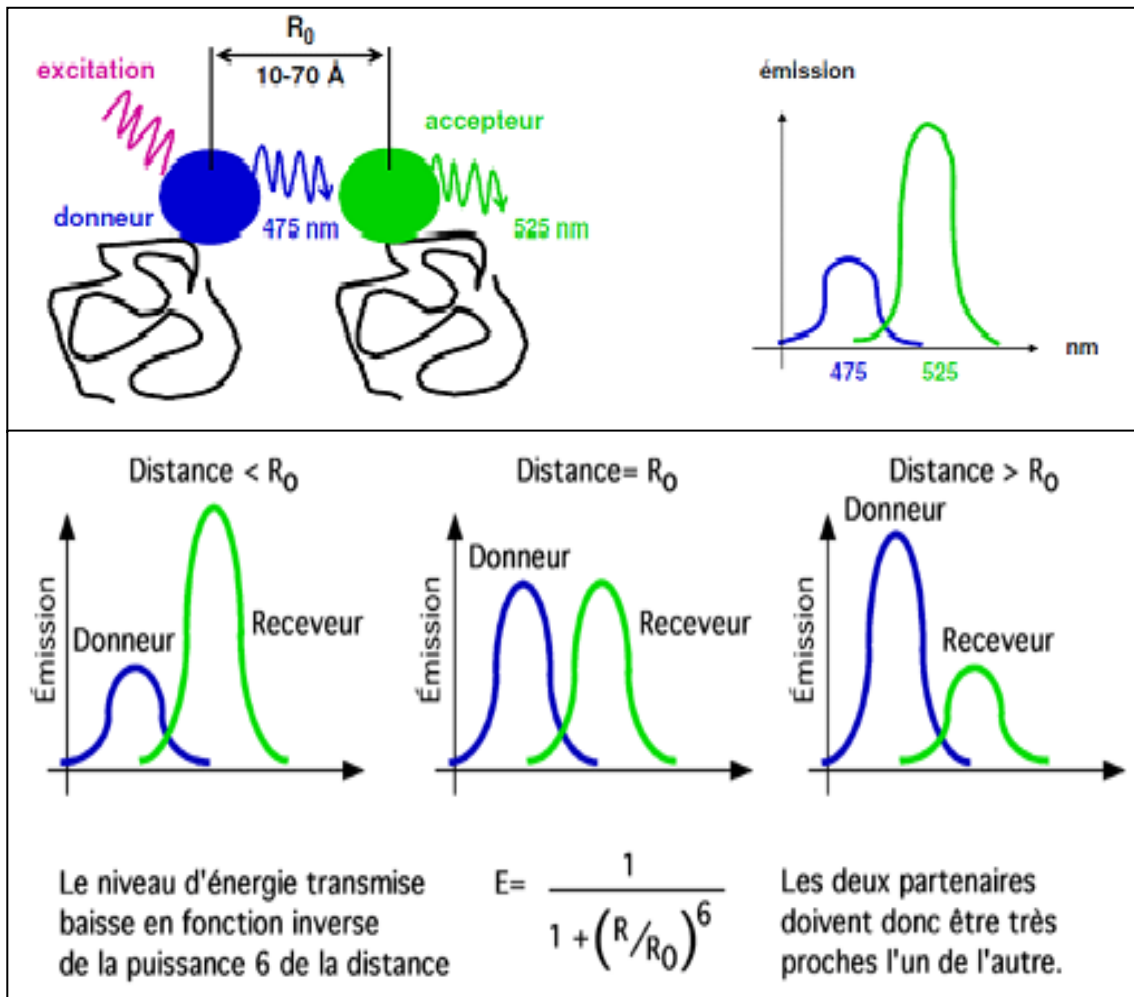 R₀
excitation
10-70 Å
accepteur
donneur
475 nm
525 nm
émission
475
525
nm
Distance < R₀
Émission
Donneur
Receveur
Distance= R₀
Émission
Donneur
Receveur
Distance > R₀
Émission
Donneur
Receveur
Le niveau d'énergie transmise
baisse en fonction inverse
de la puissance 6 de la distance
E= 1 / 1 + (R/R₀)⁶
Les deux partenaires
doivent donc être très
proches l'un de l'autre.